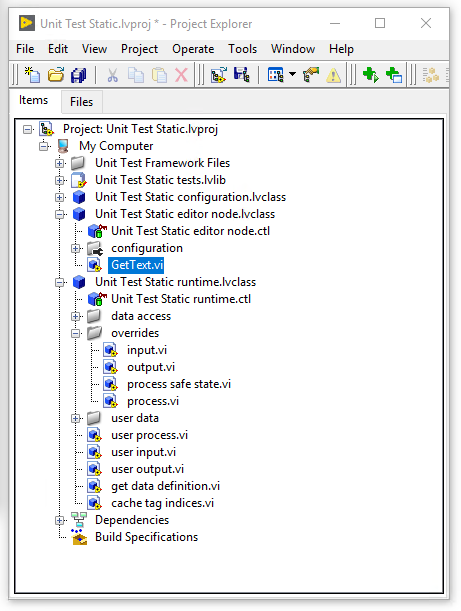 Unit Test Static.lvproj * - Project Explorer
File Edit View Project Operate Tools Window Help
Items Files
Project: Unit Test Static.lvproj
My Computer
Unit Test Framework Files
Unit Test Static tests.lvlib
Unit Test Static configuration.lvclass
Unit Test Static editor node.lvclass
Unit Test Static editor node.ctl
configuration
GetText.vi
Unit Test Static runtime.lvclass
Unit Test Static runtime.ctl
data access
overrides
input.vi
output.vi
process safe state.vi
process.vi
user data
user process.vi
user input.vi
user output.vi
get data definition.vi
cache tag indices.vi
Dependencies
Build Specifications